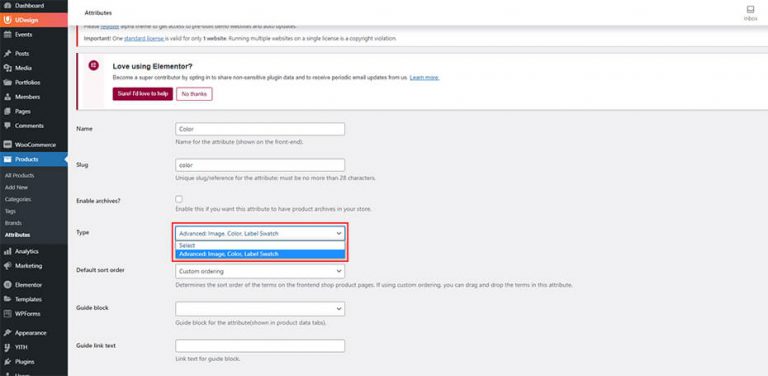 Dashboard
UDesign
Events
Posts
Media
Portfolios
Members
Pages
Comments
WooCommerce
Products
All Products
Add New
Categories
Tags
Brands
Attributes
Analytics
Marketing
Elementor
Templates
WPForms
Appearance
YITH
Plugins
Attributes
Inbox
Please register alpha theme to get access to pre-built demo websites and auto updates.
Important! One standard license is valid for only 1 website. Running multiple websites on a single license is a copyright violation.
Love using Elementor?
Become a super contributor by opting in to share non-sensitive plugin data and to receive periodic email updates from us. Learn more.
Sure! I'd love to help
No thanks
Name
Color
Name for the attribute (shown on the front-end).
Slug
color
Unique slug/reference for the attribute; must be no more than 28 characters.
Enable archives?
Enable this if you want this attribute to have product archives in your store.
Type
Advanced: Image, Color, Label Swatch
Select
Advanced: Image, Color, Label Swatch
Default sort order
Custom ordering
Determines the sort order of the terms on the frontend shop product pages. If using custom ordering, you can drag and drop the terms in this attribute.
Guide block
Guide block for the attribute(shown in product data tabs).
Guide link text
Link text for guide block.